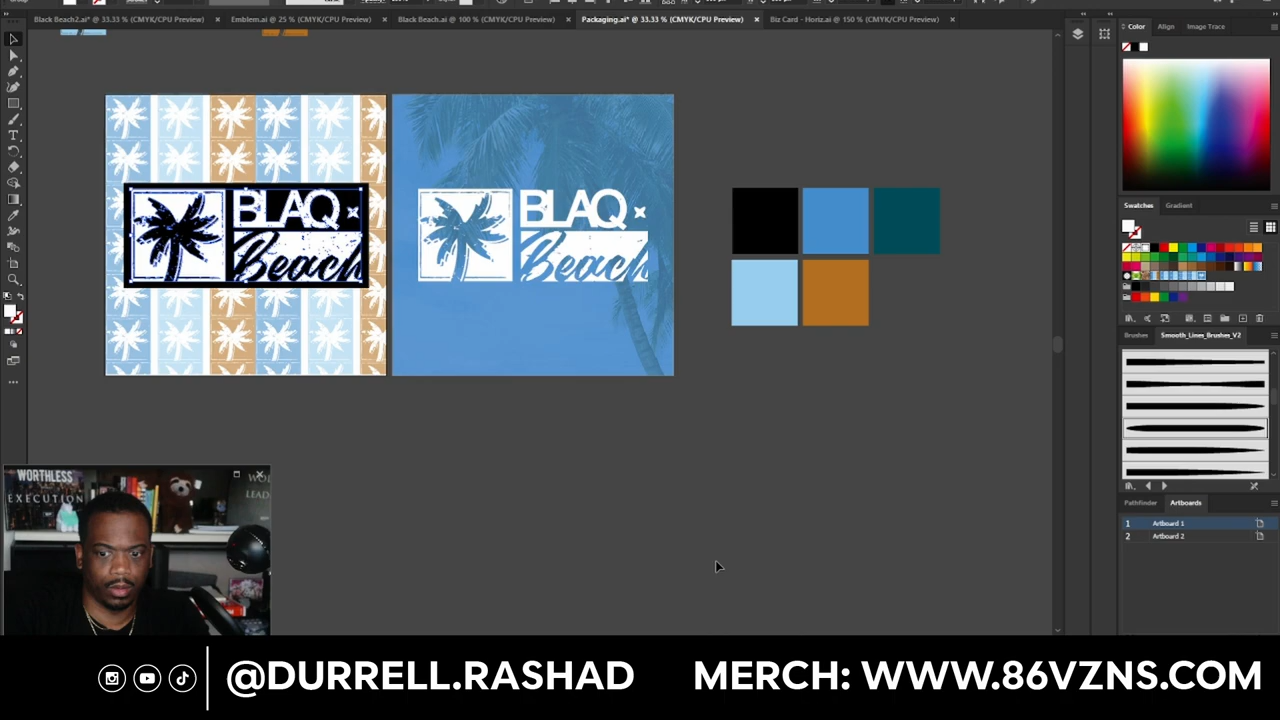 Black Beach2.ai* @ 33.33 % (CMYK/CPU Preview) ×
Emblem.ai @ 25 % (CMYK/CPU Preview) ×
Black Beach.ai @ 100 % (CMYK/CPU Preview) ×
Packaging.ai* @ 33.33 % (CMYK/CPU Preview) ×
Biz Card - Horiz.ai @ 150 % (CMYK/CPU Preview) ×
Color Align Image Trace
BLAQ
Beach
BLAQ
Beach
Swatches Gradient
Brushes Smooth_Lines_Brushes_V2
Pathfinder Artboards
1 Artboard 1
2 Artboard 2
WORTHLESS
EXECUTION
LEAD
@DURRELL.RASHAD
MERCH: WWW.86VZNS.COM